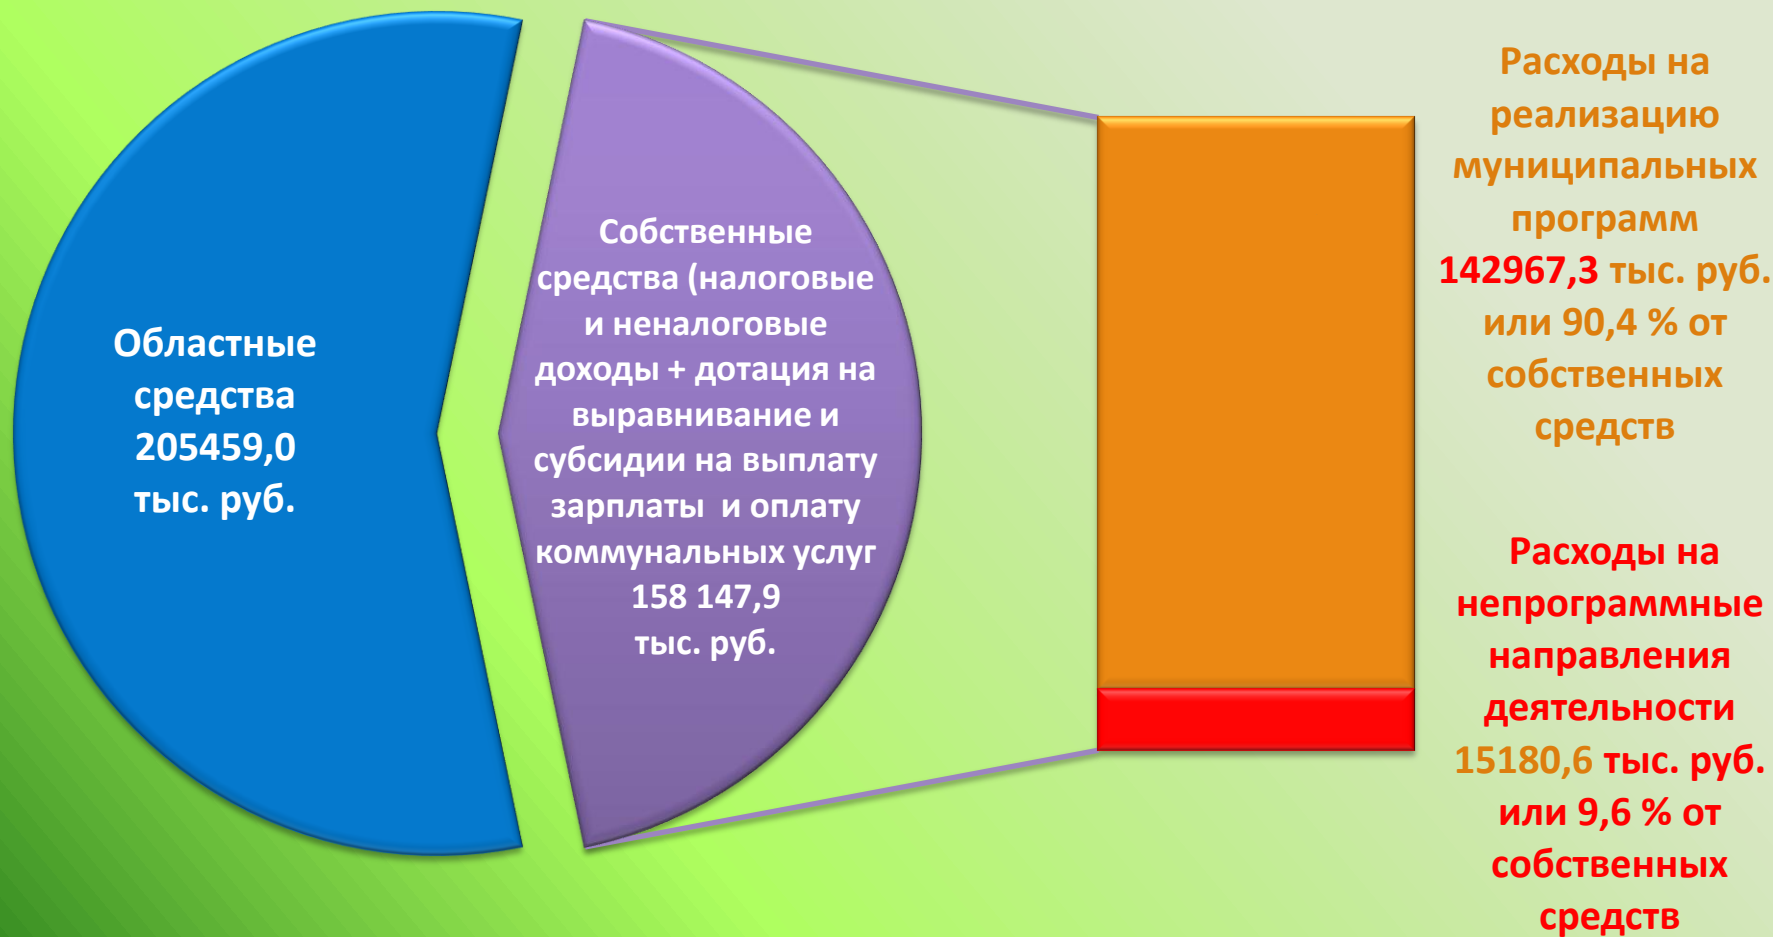 Областные
средства
205459,0
тыс. руб.
Собственные
средства (налоговые
и неналоговые
доходы + дотация на
выравнивание и
субсидии на выплату
зарплаты  и оплату
коммунальных услуг
158 147,9
тыс. руб.
Расходы на
реализацию
муниципальных
программ
142967,3 тыс. руб.
или 90,4 % от
собственных
средств
Расходы на
непрограммные
направления
деятельности
15180,6 тыс. руб.
или 9,6 % от
собственных
средств